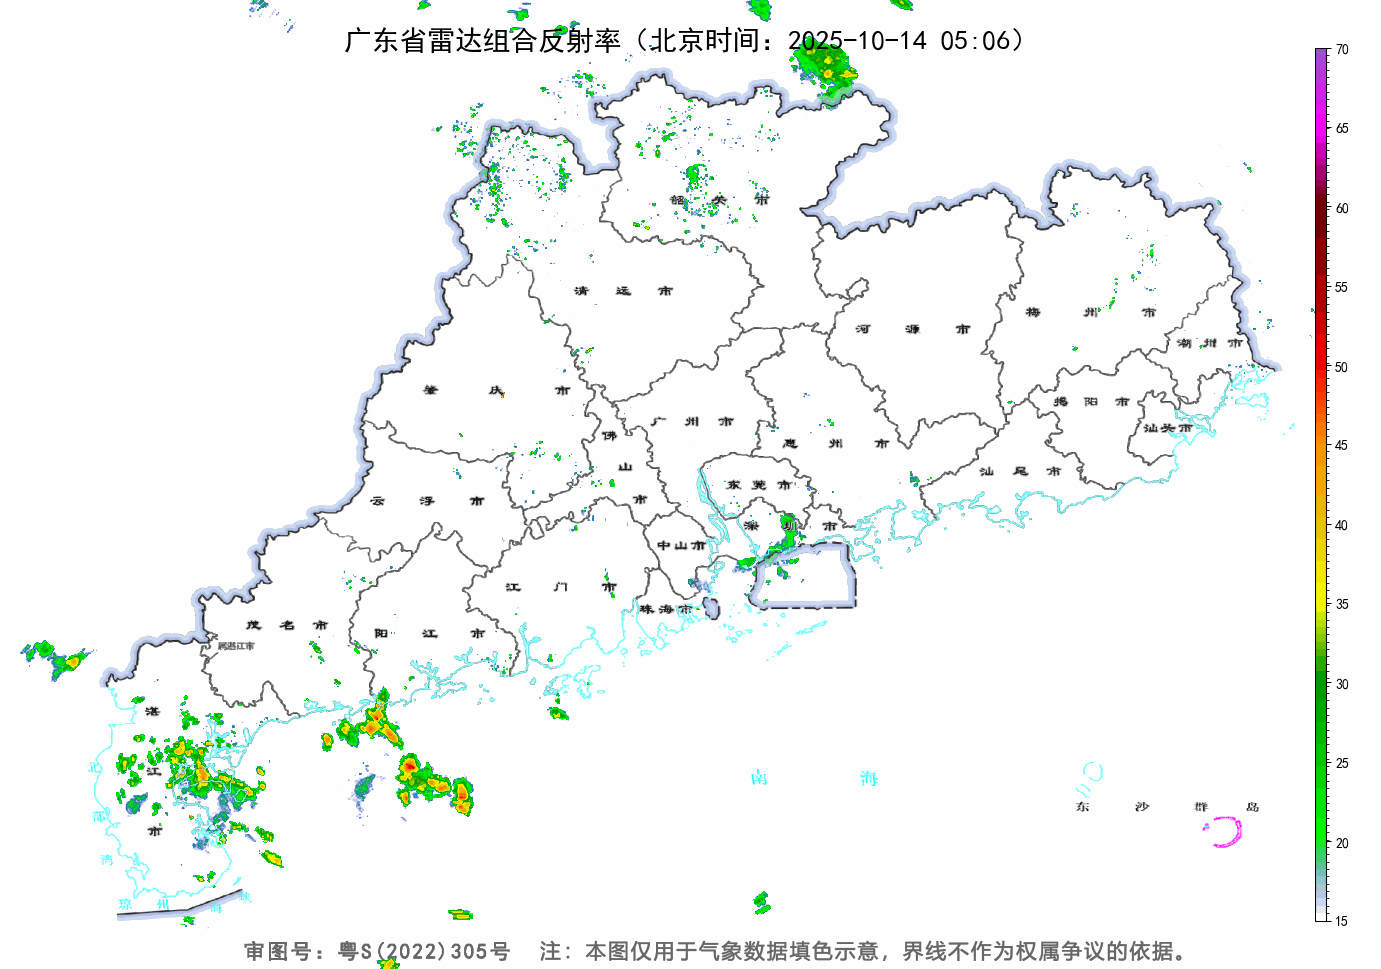 广东省雷达组合反射率（北京时间：2025-10-14 05:06）
70
65
60
55
50
45
40
35
30
25
20
15
韶 关 市
清 远 市
河 源 市
梅 州 市
潮 州 市
肇 庆 市
广 州 市
揭 阳 市
汕头市
佛 山 市
惠 州 市
汕 尾 市
云 浮 市
东 莞 市
深 圳 市
中山市
江 门 市
珠海市
茂 名 市
阳 江 市
属湛江市
湛 江 市
北 部 湾
南 海
东 沙 群 岛
琼 州 海 峡
审图号：粤S(2022)305号 注：本图仅用于气象数据填色示意，界线不作为权属争议的依据。